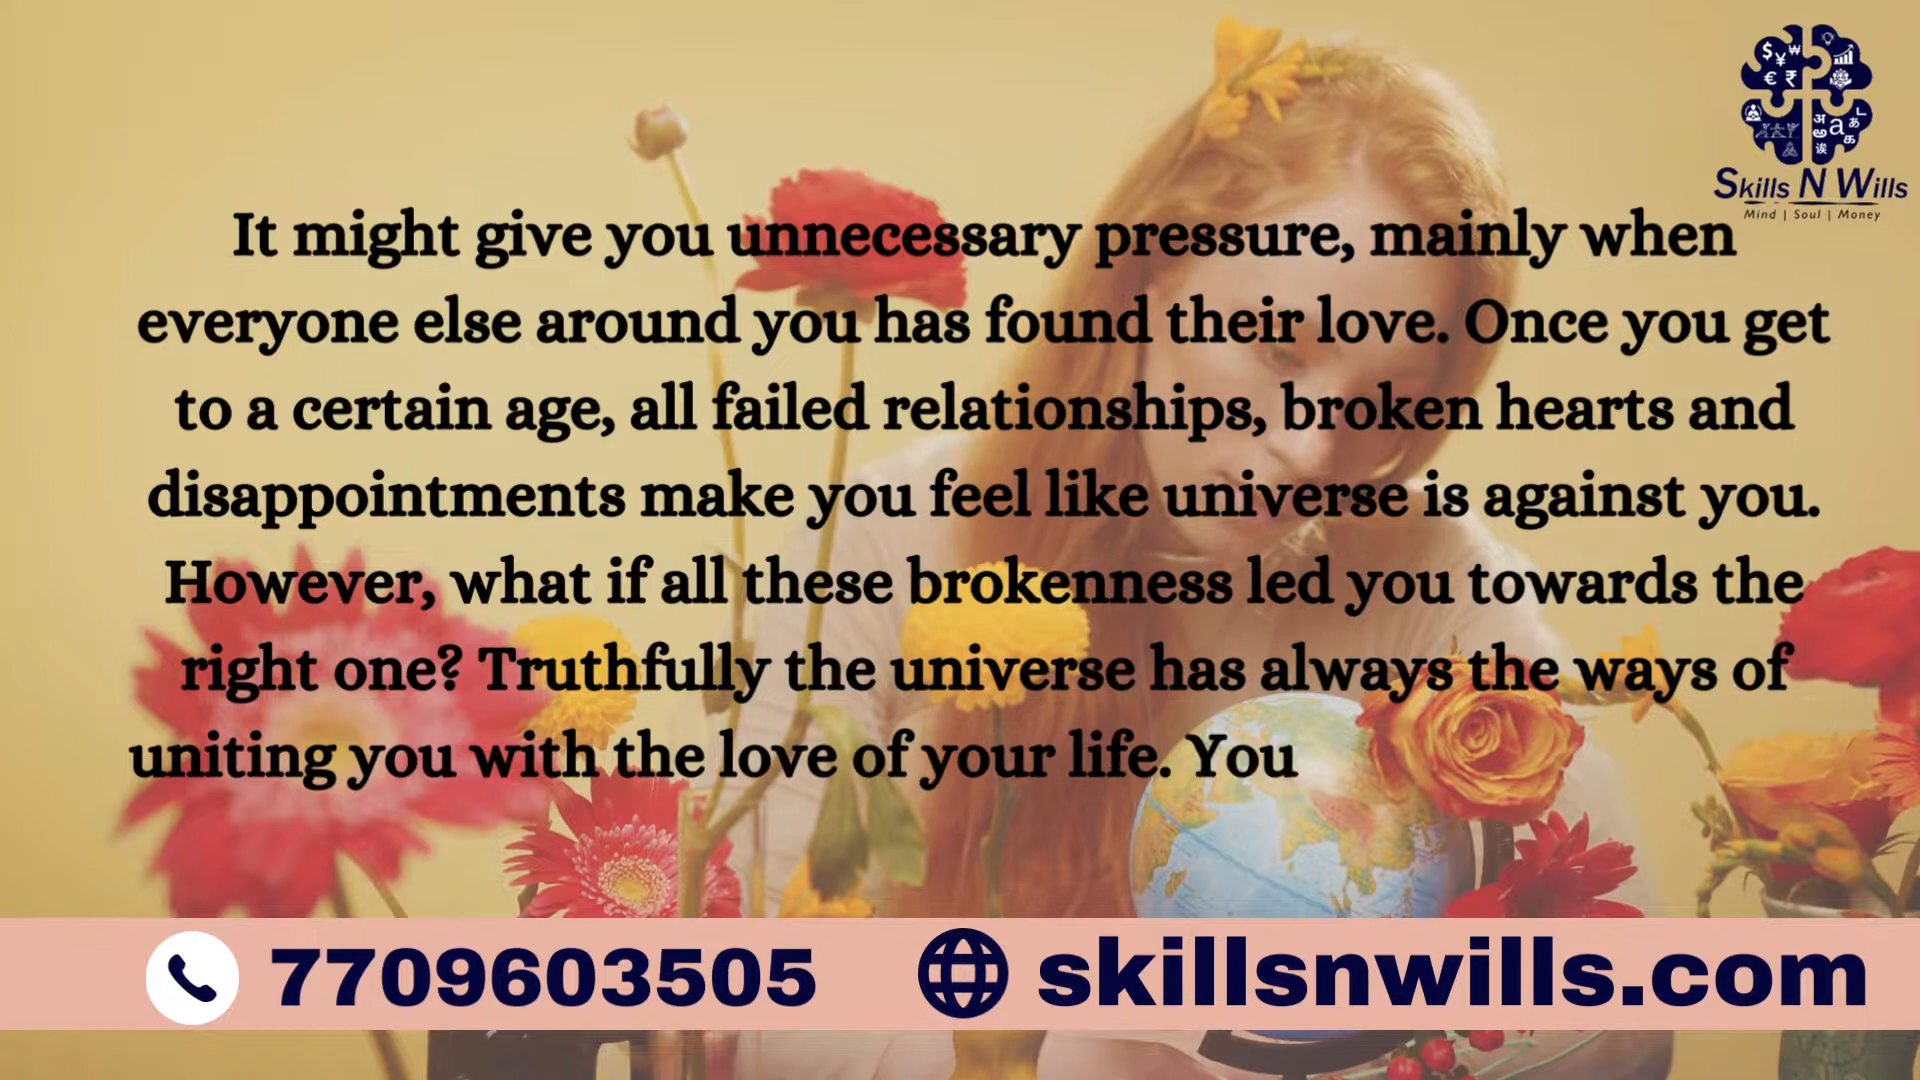 Skills N Wills
Mind | Soul | Money
It might give you unnecessary pressure, mainly when
everyone else around you has found their love. Once you get
to a certain age, all failed relationships, broken hearts and
disappointments make you feel like universe is against you.
However, what if all these brokenness led you towards the
right one? Truthfully the universe has always the ways of
uniting you with the love of your life. You
7709603505
skillsnwills.com